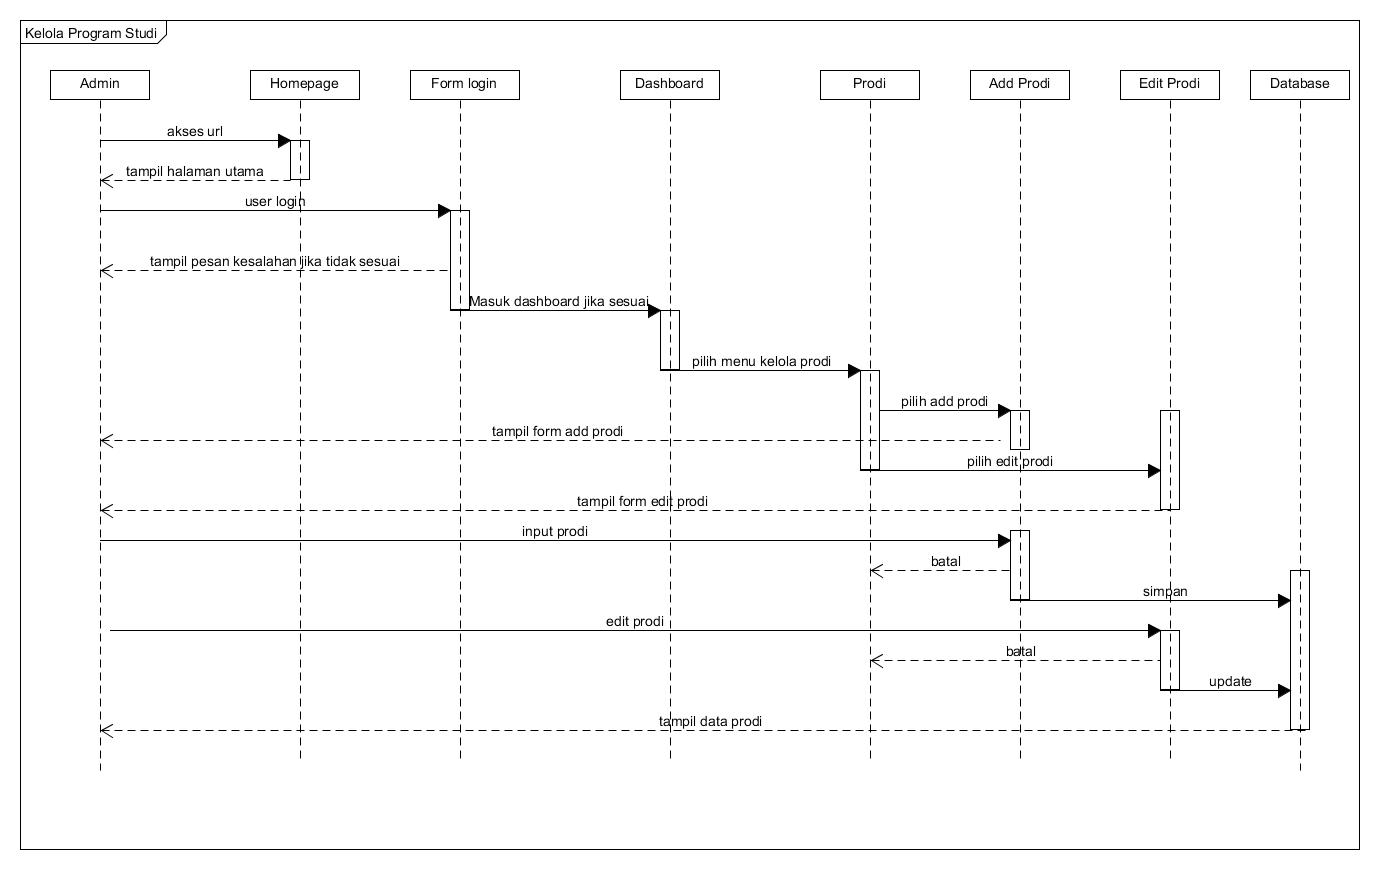 Kelola Program Studi
Admin
Homepage
Form login
Dashboard
Prodi
Add Prodi
Edit Prodi
Database
akses url
tampil halaman utama
user login
tampil pesan kesalahan jika tidak sesuai
Masuk dashboard jika sesuai
pilih menu kelola prodi
pilih add prodi
tampil form add prodi
pilih edit prodi
tampil form edit prodi
input prodi
batal
simpan
edit prodi
batal
update
tampil data prodi